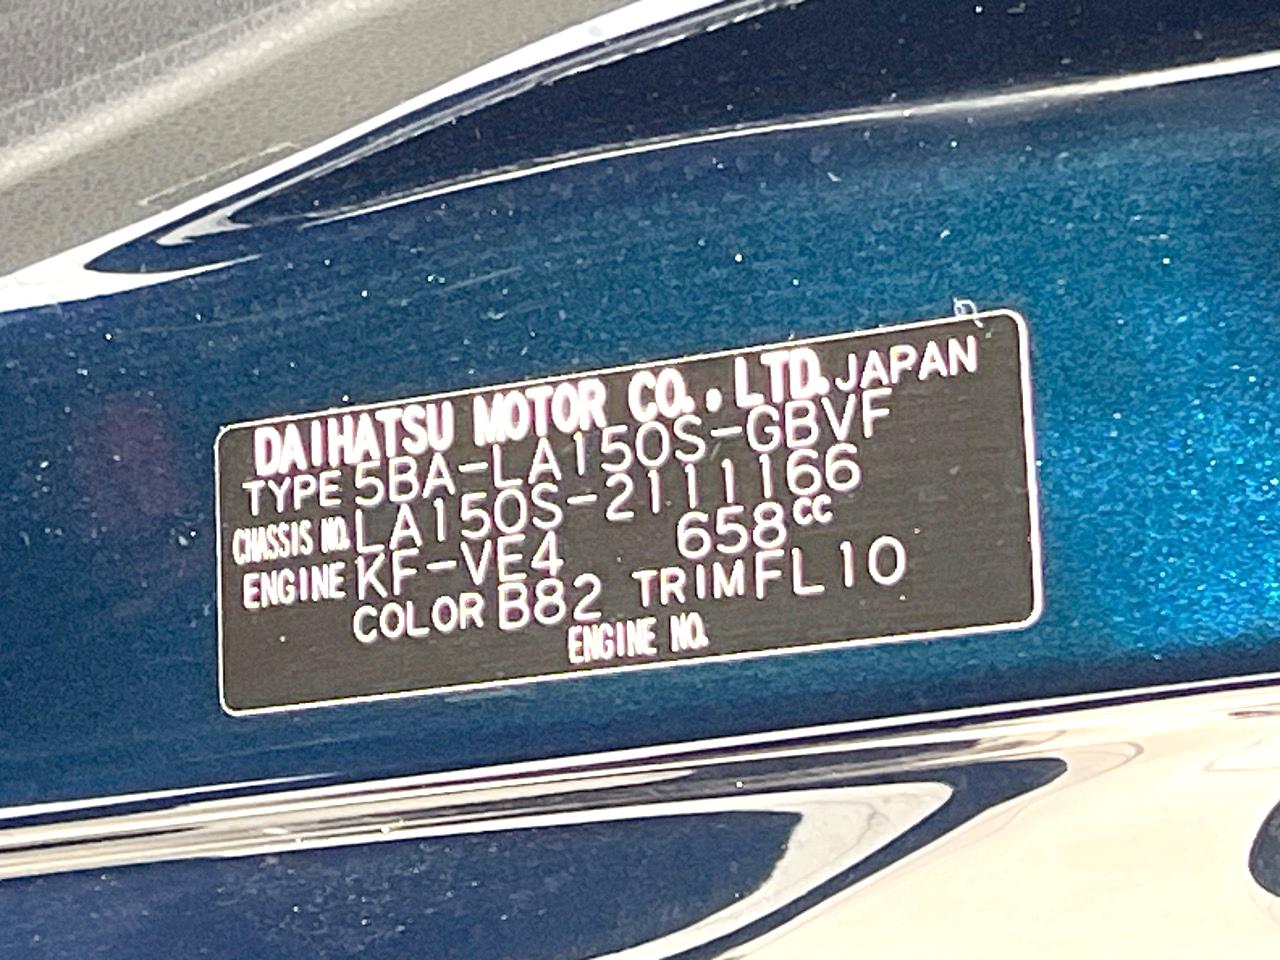 DAIHATSU MOTOR CO., LTD. JAPAN
TYPE 5BA-LA150S-GBVF
CHASSIS NO. LA150S-2111166
ENGINE KF-VE4 658cc
COLOR B82 TRIM FL10
ENGINE NO.